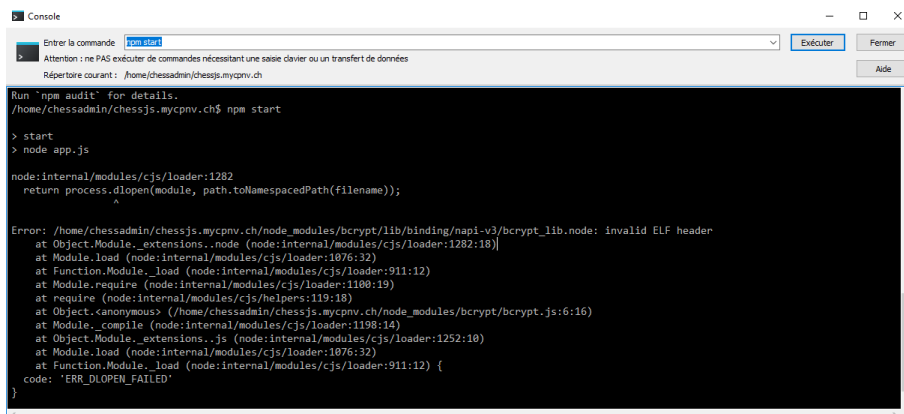 Console
Entrer la commande npm start Exécuter Fermer
Attention : ne PAS exécuter de commandes nécessitant une saisie clavier ou un transfert de données
Répertoire courant : /home/chessadmin/chessjs.mycpnv.ch Aide
Run `npm audit` for details.
/home/chessadmin/chessjs.mycpnv.ch$ npm start
> start
> node app.js
node:internal/modules/cjs/loader:1282
return process.dlopen(module, path.toNamespacedPath(filename));
^
Error: /home/chessadmin/chessjs.mycpnv.ch/node_modules/bcrypt/lib/binding/napi-v3/bcrypt_lib.node: invalid ELF header
at Object.Module._extensions..node (node:internal/modules/cjs/loader:1282:18)
at Module.load (node:internal/modules/cjs/loader:1076:32)
at Function.Module._load (node:internal/modules/cjs/loader:911:12)
at Module.require (node:internal/modules/cjs/loader:1100:19)
at require (node:internal/modules/cjs/helpers:119:18)
at Object.<anonymous> (/home/chessadmin/chessjs.mycpnv.ch/node_modules/bcrypt/bcrypt.js:6:16)
at Module._compile (node:internal/modules/cjs/loader:1198:14)
at Object.Module._extensions..js (node:internal/modules/cjs/loader:1252:10)
at Module.load (node:internal/modules/cjs/loader:1076:32)
at Function.Module._load (node:internal/modules/cjs/loader:911:12) {
code: 'ERR_DLOPEN_FAILED'
}